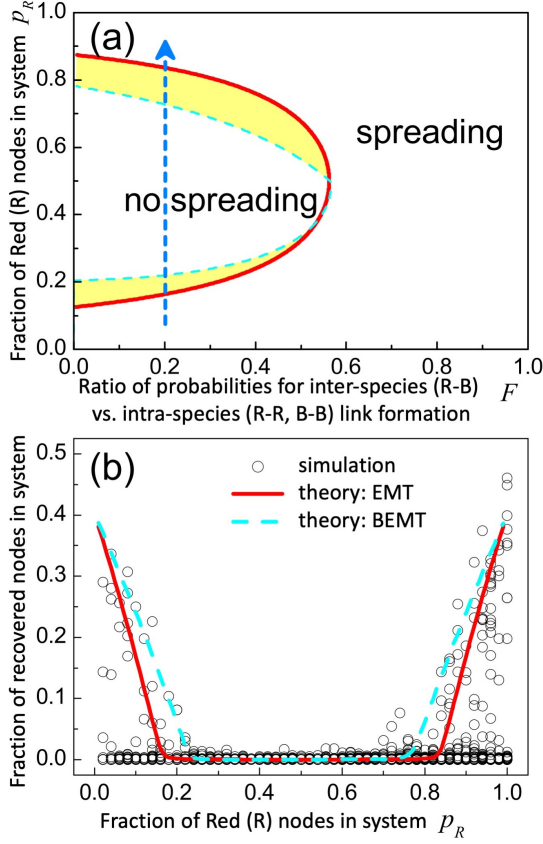 Fraction of Red (R) nodes in system p_R
1.0
0.8
0.6
0.4
0.2
0.0
(a)
spreading
no spreading
0.0 0.2 0.4 0.6 0.8 1.0
Ratio of probabilities for inter-species (R-B) F
vs. intra-species (R-R, B-B) link formation
Fraction of recovered nodes in system
0.5
0.4
0.3
0.2
0.1
0.0
(b)
simulation
theory: EMT
theory: BEMT
0.0 0.2 0.4 0.6 0.8 1.0
Fraction of Red (R) nodes in system p_R